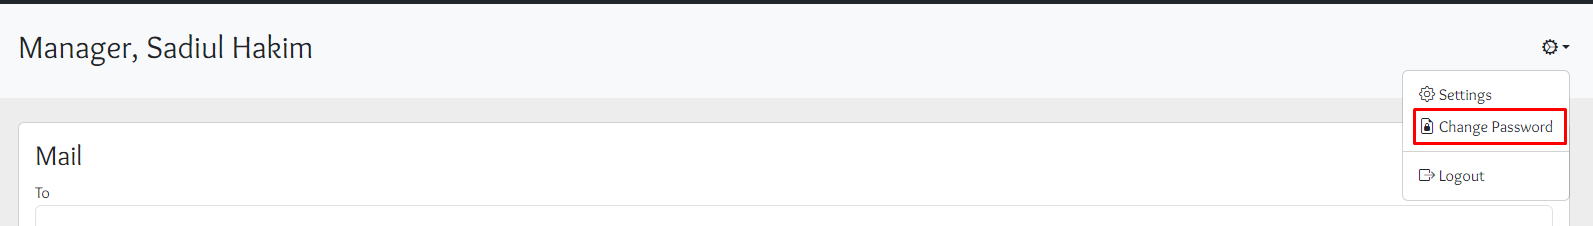 Manager, Sadiul Hakim
Settings
Change Password
Logout
Mail
To